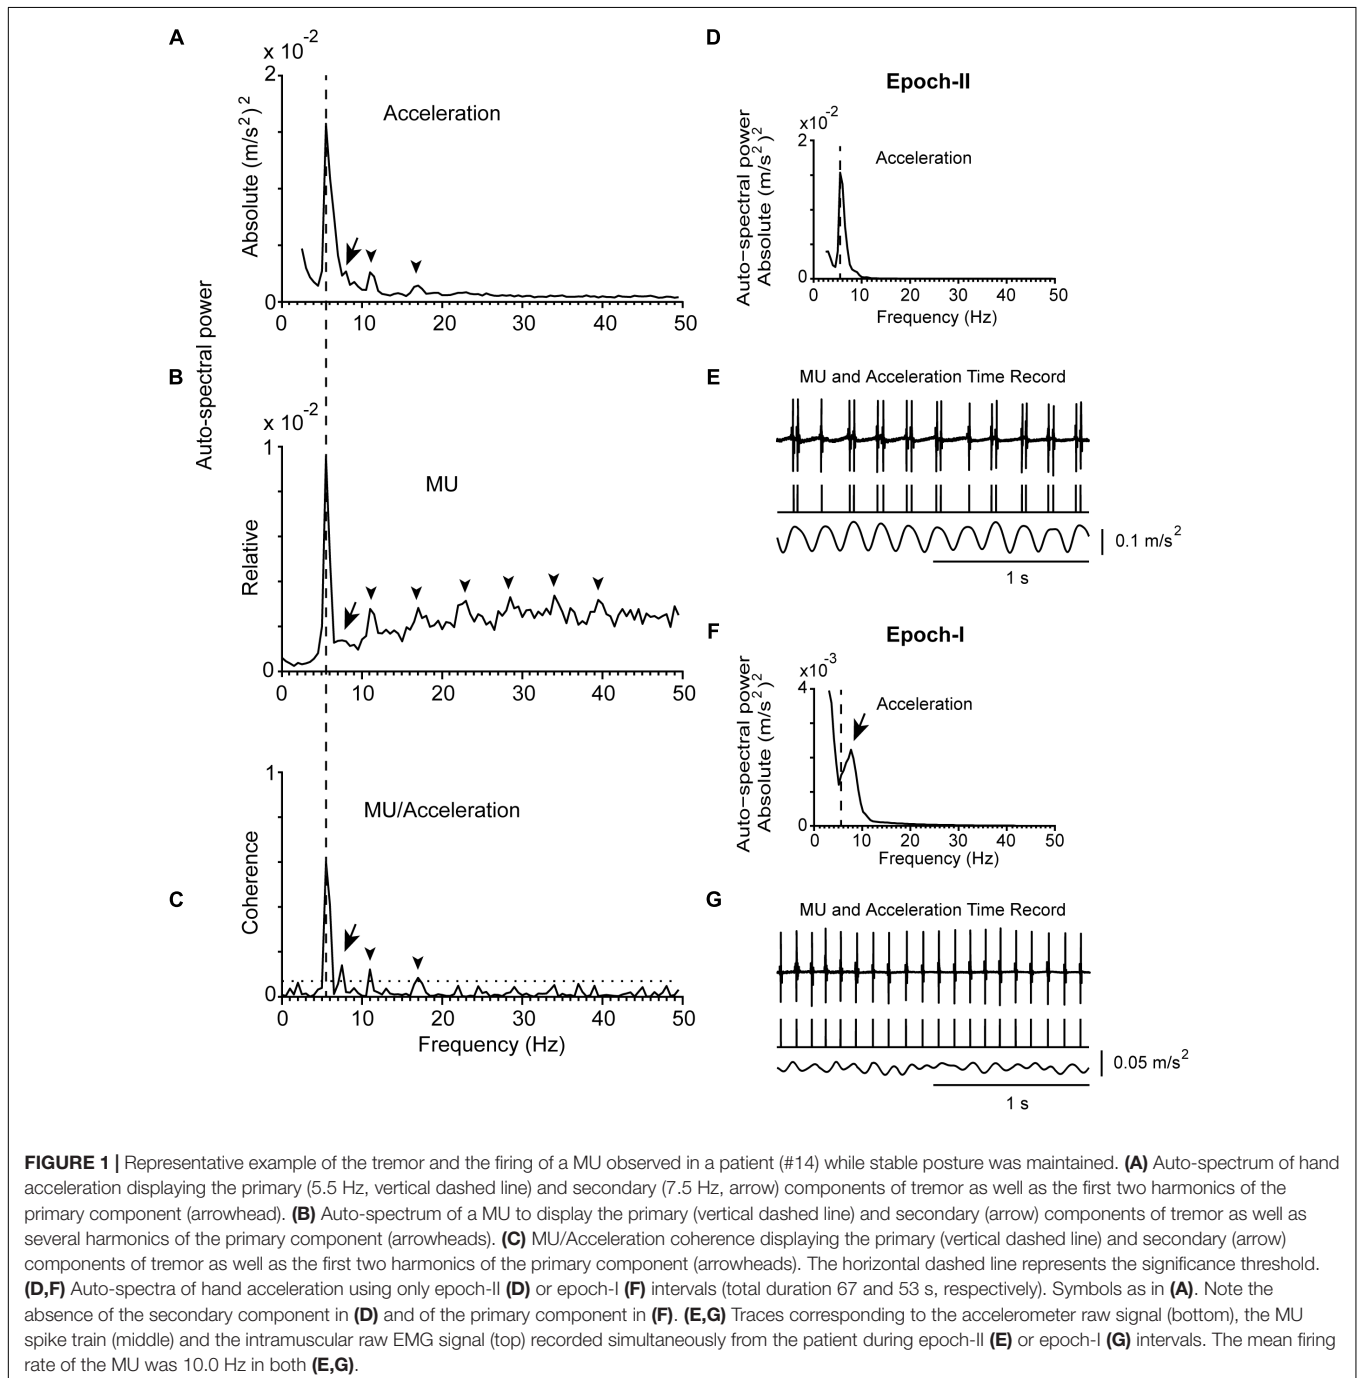 A
x 10-2
2
Absolute (m/s2)2
Acceleration
0
0 10 20 30 40 50
Auto-spectral power
B
x 10-2
1
Relative
MU
0
0 10 20 30 40 50
1
MU/Acceleration
C
Coherence
0
0 10 20 30 40 50
Frequency (Hz)
D
Epoch-II
x10-2
Auto-spectral power
Absolute (m/s2)2
2
Acceleration
0
0 10 20 30 40 50
Frequency (Hz)
E
MU and Acceleration Time Record
0.1 m/s2
1 s
F
Epoch-I
x10-3
Auto-spectral power
Absolute (m/s2)2
4
Acceleration
0
0 10 20 30 40 50
Frequency (Hz)
G
MU and Acceleration Time Record
0.05 m/s2
1 s
FIGURE 1 | Representative example of the tremor and the firing of a MU observed in a patient (#14) while stable posture was maintained. (A) Auto-spectrum of hand
acceleration displaying the primary (5.5 Hz, vertical dashed line) and secondary (7.5 Hz, arrow) components of tremor as well as the first two harmonics of the
primary component (arrowhead). (B) Auto-spectrum of a MU to display the primary (vertical dashed line) and secondary (arrow) components of tremor as well as
several harmonics of the primary component (arrowheads). (C) MU/Acceleration coherence displaying the primary (vertical dashed line) and secondary (arrow)
components of tremor as well as the first two harmonics of the primary component (arrowheads). The horizontal dashed line represents the significance threshold.
(D,F) Auto-spectra of hand acceleration using only epoch-II (D) or epoch-I (F) intervals (total duration 67 and 53 s, respectively). Symbols as in (A). Note the
absence of the secondary component in (D) and of the primary component in (F). (E,G) Traces corresponding to the accelerometer raw signal (bottom), the MU
spike train (middle) and the intramuscular raw EMG signal (top) recorded simultaneously from the patient during epoch-II (E) or epoch-I (G) intervals. The mean firing
rate of the MU was 10.0 Hz in both (E,G).